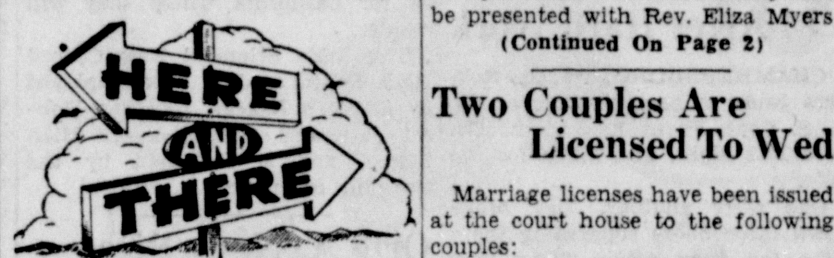 HERE
AND
THERE
be presented with Rev. Eliza Myers
(Continued On Page 2)
Two Couples Are
Licensed To Wed
Marriage licenses have been issued
at the court house to the following
couples: